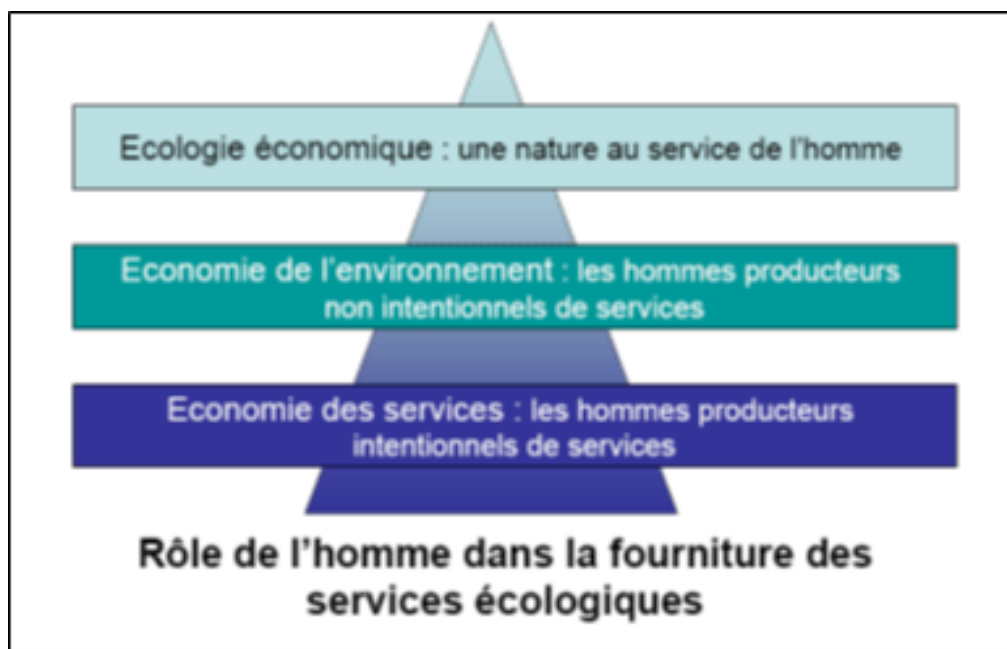 Ecologie économique : une nature au service de l'homme
Economie de l'environnement : les hommes producteurs
non intentionnels de services
Economie des services : les hommes producteurs
intentionnels de services
Rôle de l'homme dans la fourniture des
services écologiques